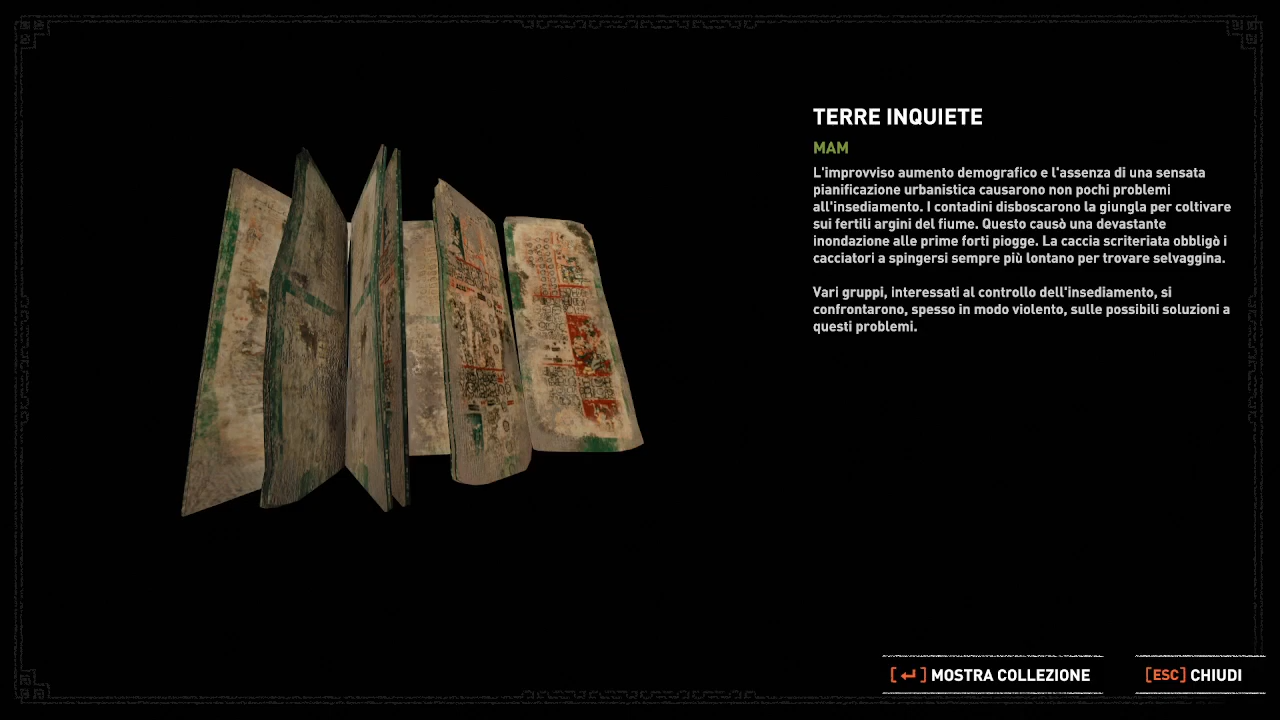 TERRE INQUIETE
MAM
L'improvviso aumento demografico e l'assenza di una sensata
pianificazione urbanistica causarono non pochi problemi
all'insediamento. I contadini disboscarono la giungla per coltivare
sui fertili argini del fiume. Questo causò una devastante
inondazione alle prime forti piogge. La caccia scriteriata obbligò i
cacciatori a spingersi sempre più lontano per trovare selvaggina.
Vari gruppi, interessati al controllo dell'insediamento, si
confrontarono, spesso in modo violento, sulle possibili soluzioni a
questi problemi.
[↵] MOSTRA COLLEZIONE
[ESC] CHIUDI